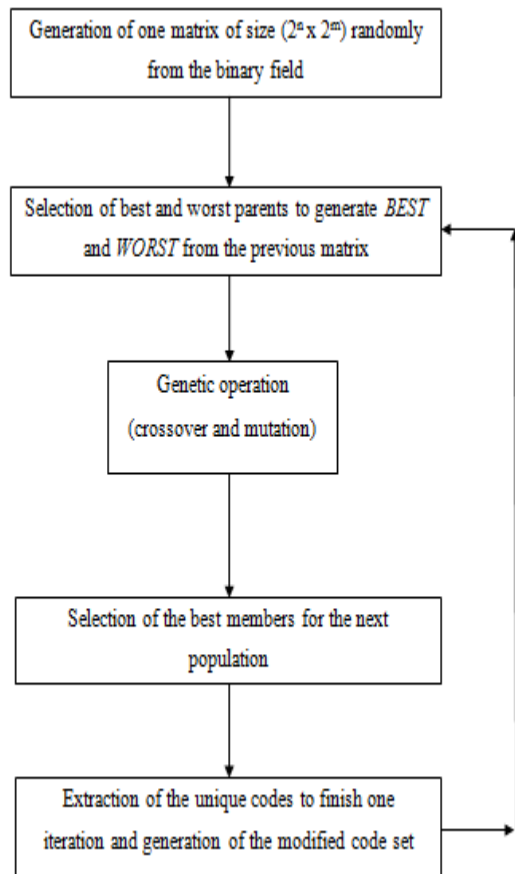 Generation of one matrix of size (2ⁿ x 2ᵐ) randomly
from the binary field
Selection of best and worst parents to generate BEST
and WORST from the previous matrix
Genetic operation
(crossover and mutation)
Selection of the best members for the next
population
Extraction of the unique codes to finish one
iteration and generation of the modified code set